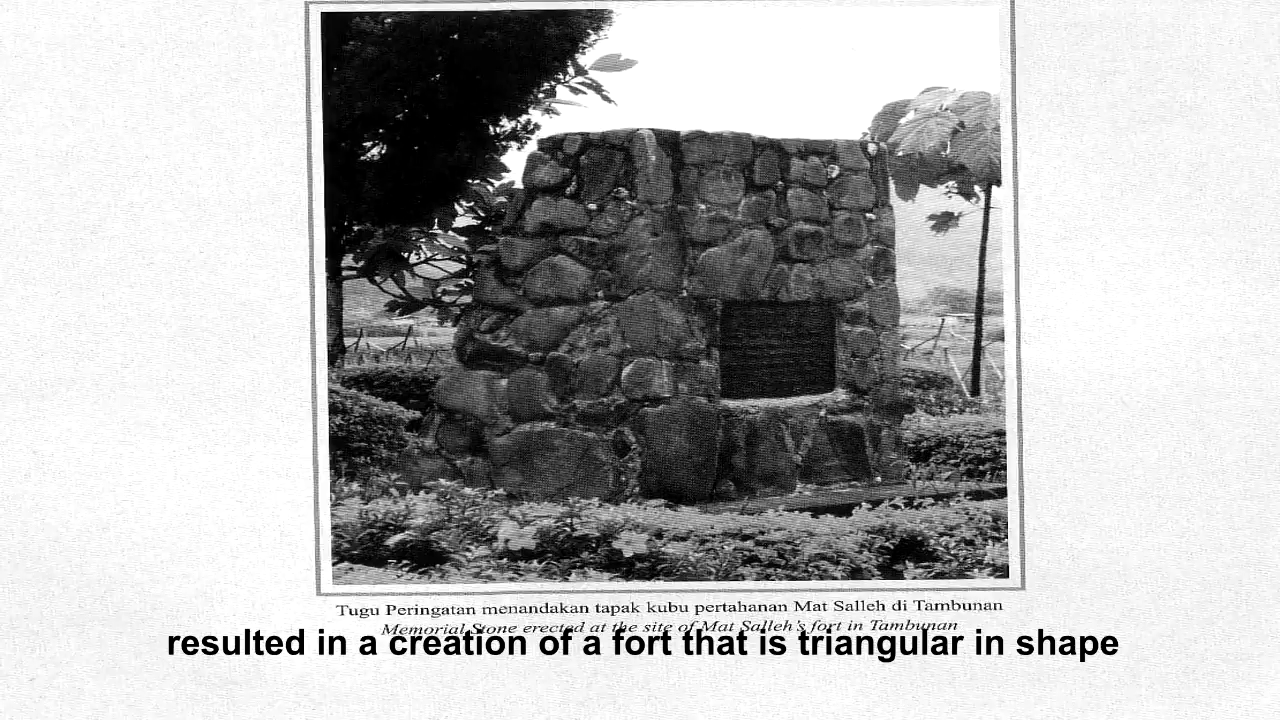 Tugu Peringatan menandakan tapak kubu pertahanan Mat Salleh di Tambunan
Memorial Stone erected at the site of Mat Salleh's fort in Tambunan
resulted in a creation of a fort that is triangular in shape